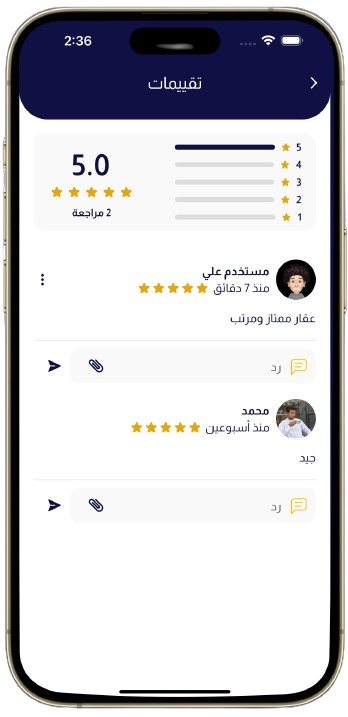 2:36
تقييمات
5
4
3
2
1
5.0
2 مراجعة
مستخدم علي
منذ 7 دقائق
عقار ممتاز ومرتب
رد
محمد
منذ أسبوعين
جيد
رد